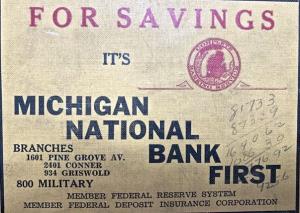 FOR SAVINGS
IT'S
MICHIGAN
NATIONAL
BANK
FIRST
BRANCHES
1601 PINE GROVE AV.
2401 CONNER
934 GRISWOLD
800 MILITARY
MEMBER FEDERAL RESERVE SYSTEM
MEMBER FEDERAL DEPOSIT INSURANCE CORPORATION